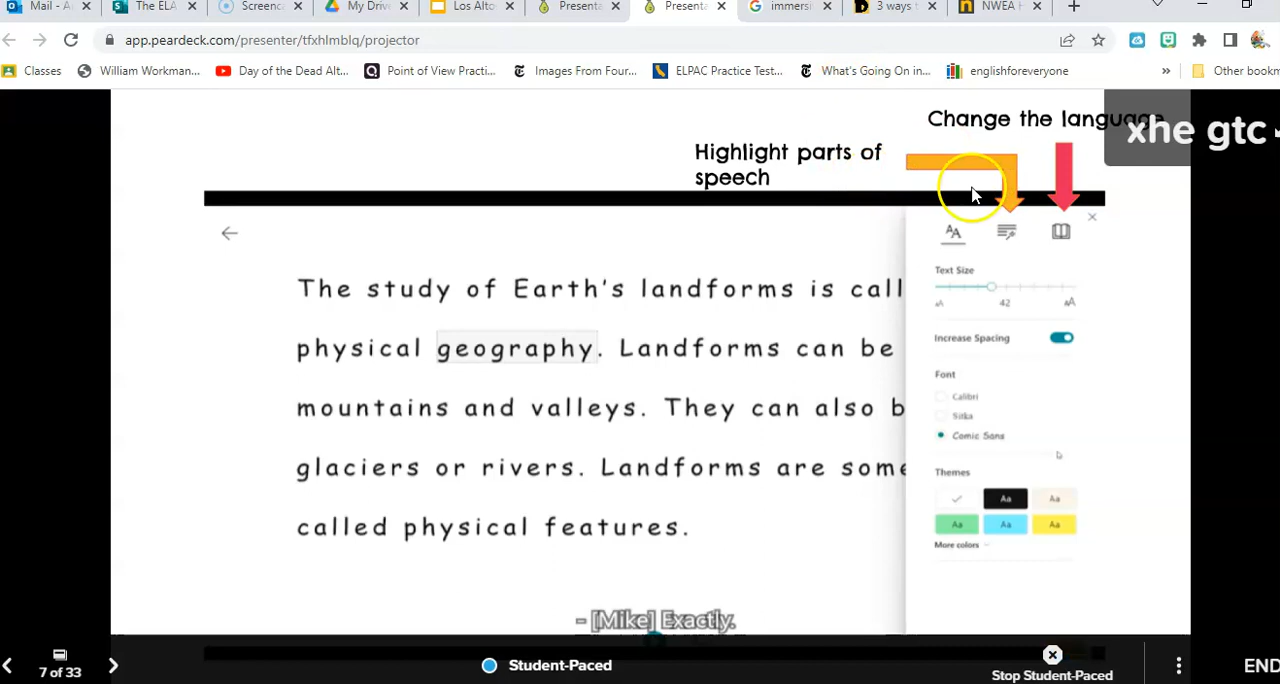 Mail - A
The ELA
Screenca
My Driv
Los Alto
Presenta
Presenta
immersi
3 ways t
NWEA H
app.peardeck.com/presenter/tfxhlmblq/projector
Classes
William Workman...
Day of the Dead Alt...
Point of View Practi...
Images From Four...
ELPAC Practice Test...
What's Going On in...
englishforeveryone
»
Other bookm
Change the language
xhe gtc
Highlight parts of
speech
Text Size
42
Increase Spacing
Font
Calibri
Sitka
Comic Sans
Themes
Aa
Aa
Aa
Aa
Aa
More colors
The study of Earth's landforms is call
physical geography. Landforms can be
mountains and valleys. They can also b
glaciers or rivers. Landforms are some
called physical features.
- [Mike] Exactly.
7 of 33
Student-Paced
Stop Student-Paced
END